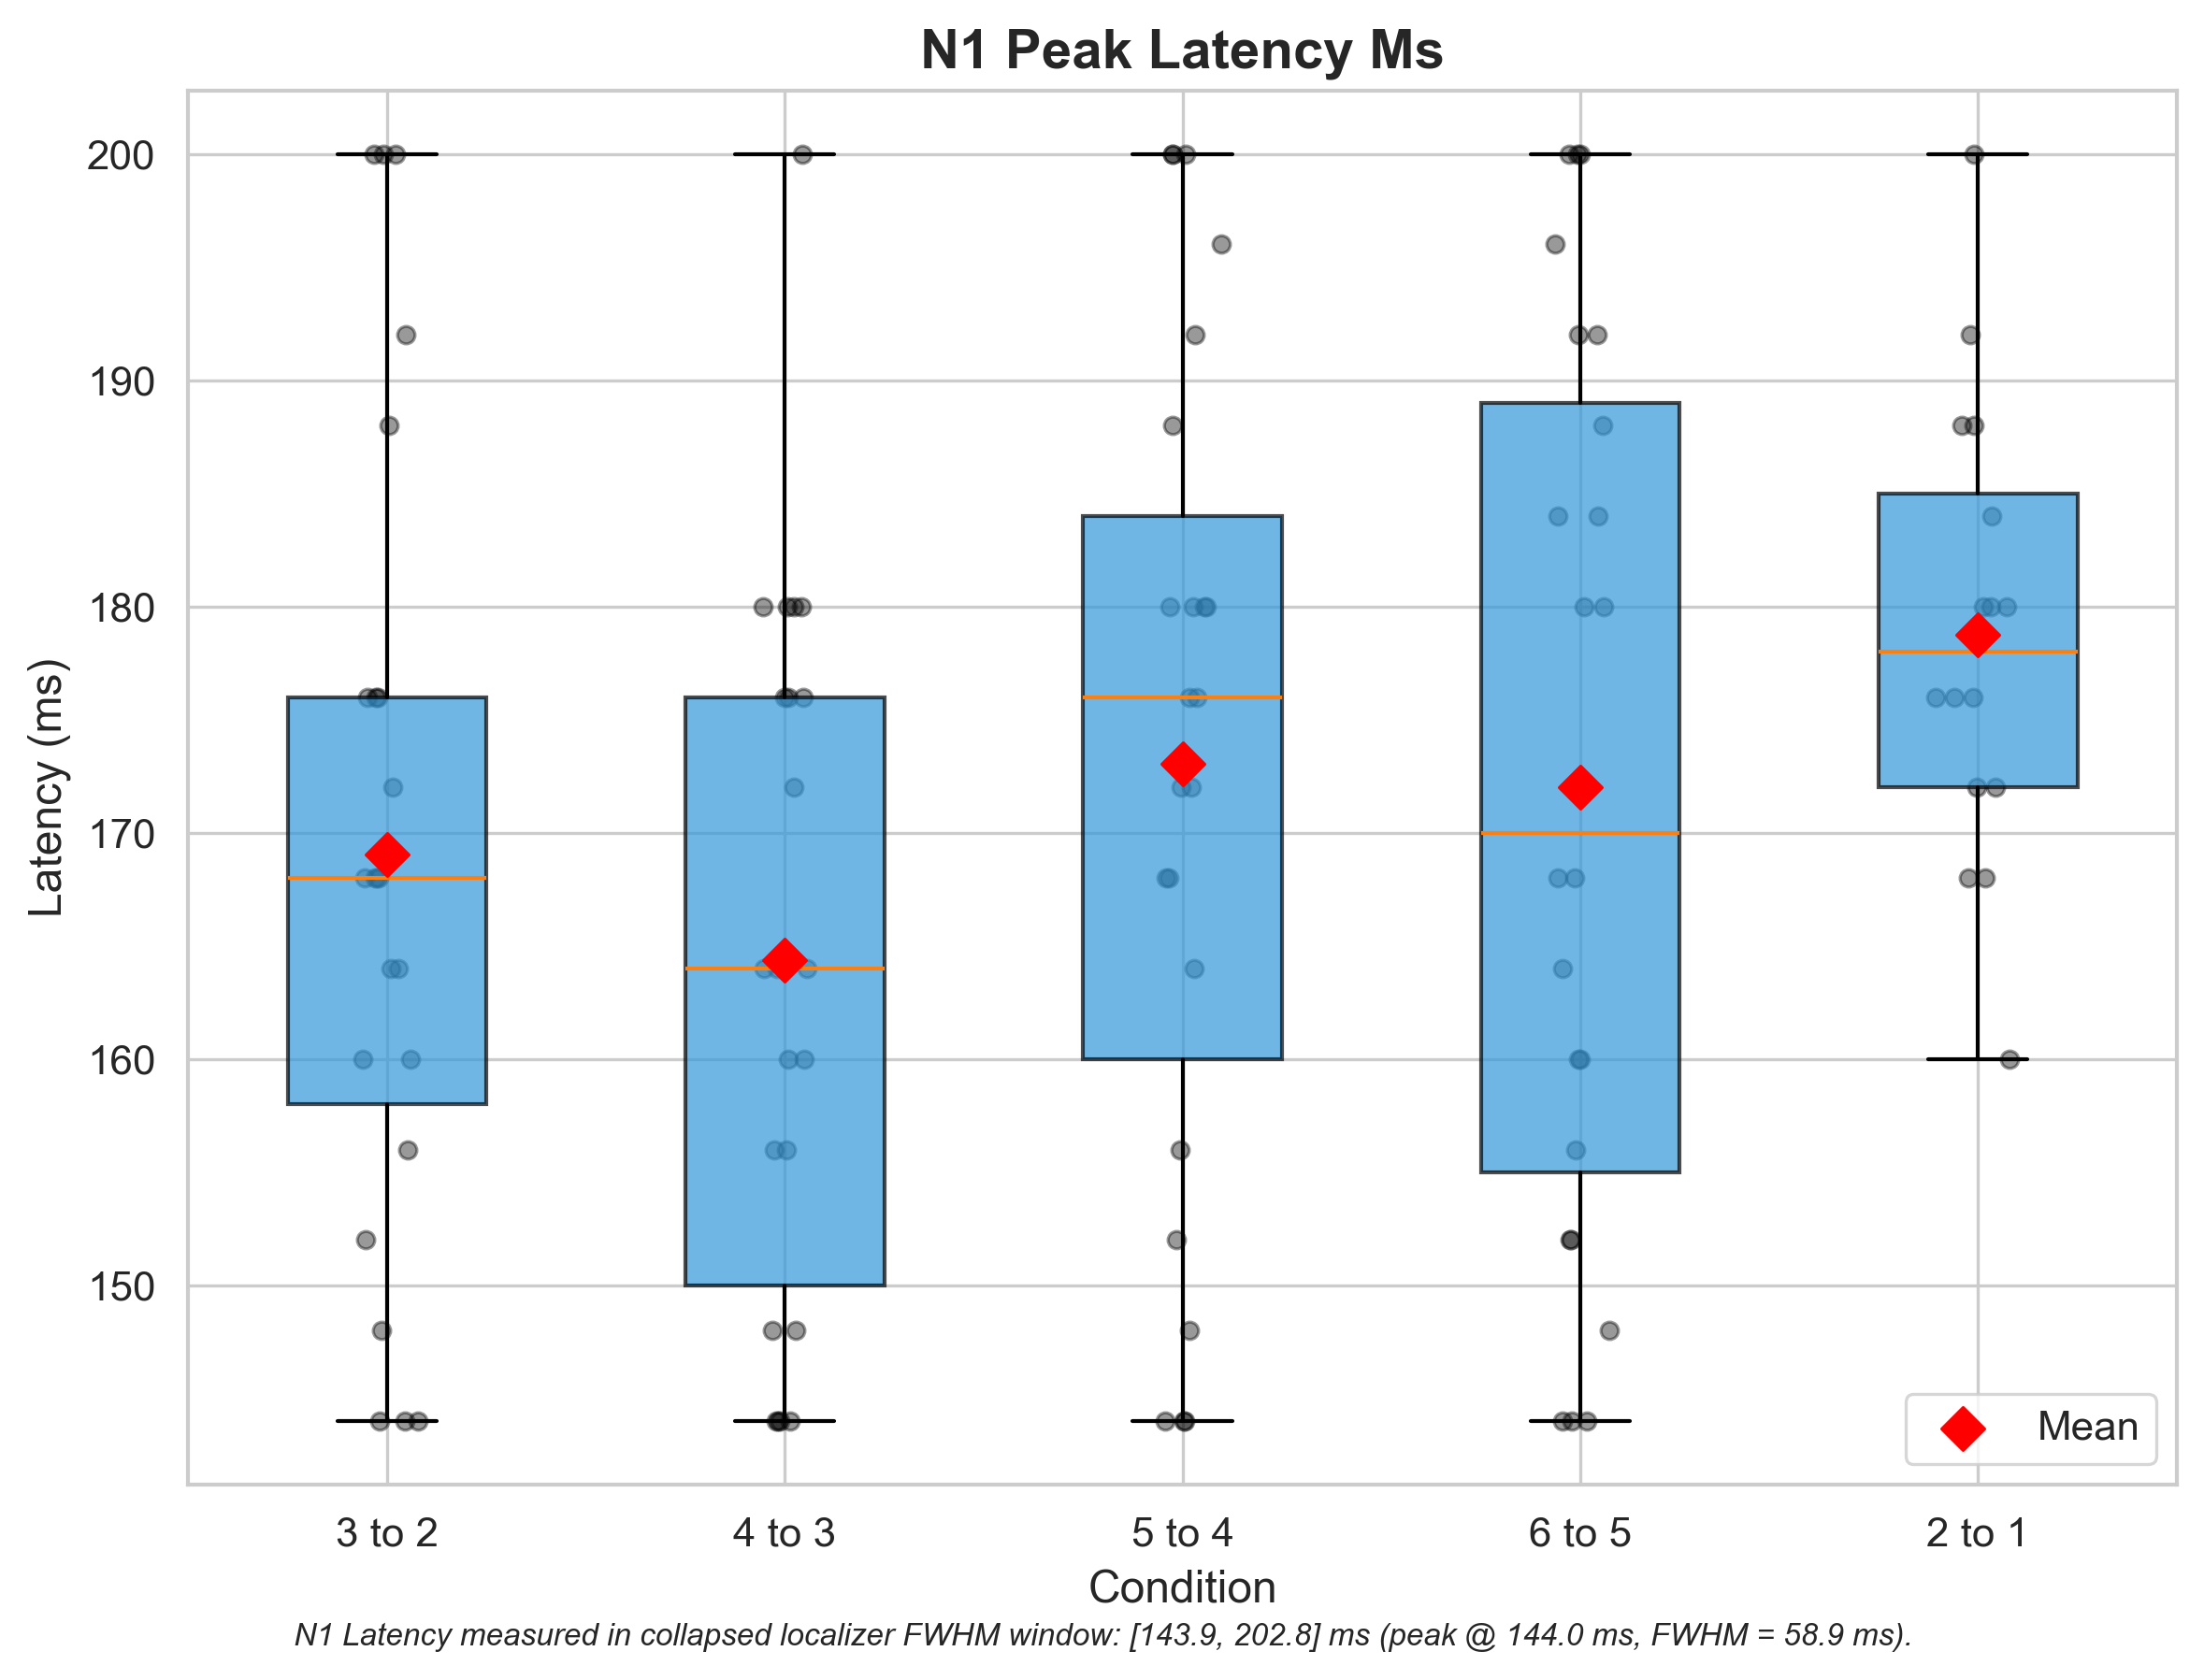 N1 Peak Latency Ms
200
190
180
170
160
150
Latency (ms)
Mean
3 to 2
4 to 3
5 to 4
6 to 5
2 to 1
Condition
N1 Latency measured in collapsed localizer FWHM window: [143.9, 202.8] ms (peak @ 144.0 ms, FWHM = 58.9 ms).